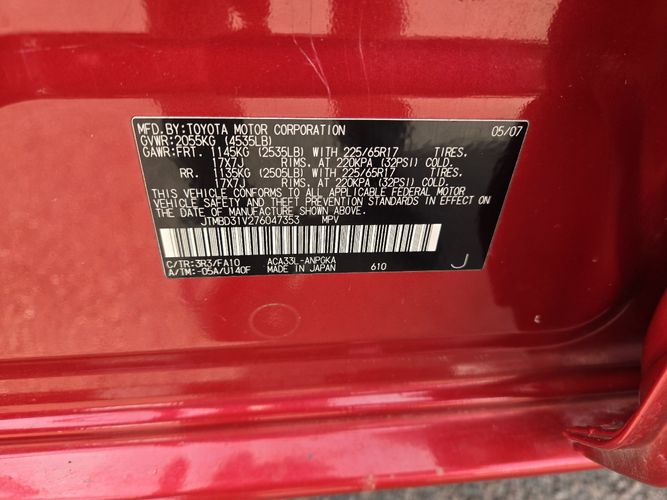 MFD.BY:TOYOTA MOTOR CORPORATION 05/07
GVWR:2055KG (4535LB)
GAWR:FRT. 1145KG (2535LB) WITH 225/65R17 TIRES,
17X7J RIMS, AT 220KPA (32PSI) COLD.
RR. 1135KG (2505LB) WITH 225/65R17 TIRES,
17X7J RIMS, AT 220KPA (32PSI) COLD.
THIS VEHICLE CONFORMS TO ALL APPLICABLE FEDERAL MOTOR
VEHICLE SAFETY AND THEFT PREVENTION STANDARDS IN EFFECT
ON THE DATE OF MANUFACTURE SHOWN ABOVE.
JTMBD31V276047353 MPV
C/TR:3R3/FA10 ACA33L-ANPGKA
A/TM:-05A/U140F MADE IN JAPAN 610 J